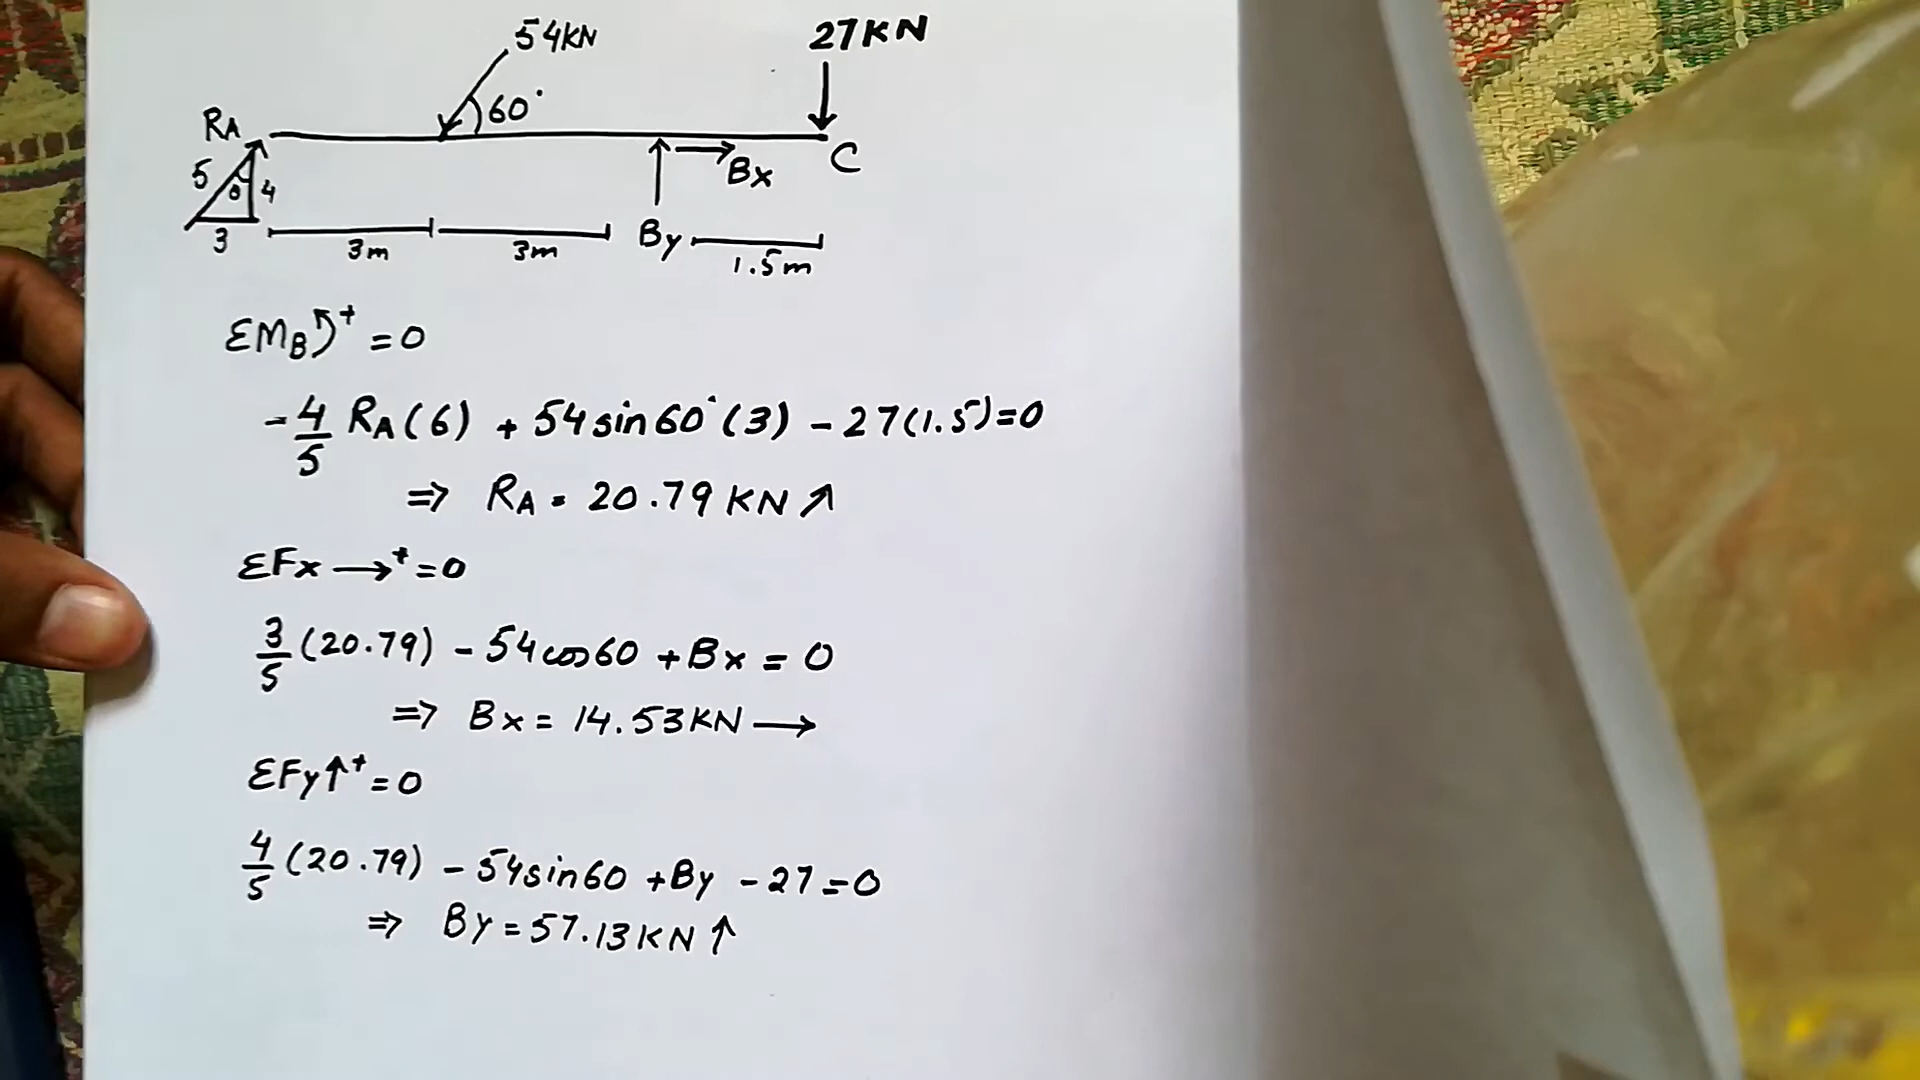 54KN
27KN
RA
60°
5
θ
4
Bx
C
3
3m
3m
By
1.5m
ΣMB⤴+ = 0
-4/5 RA(6) + 54sin60°(3) - 27(1.5)=0
⇒ RA = 20.79 KN ↗
ΣFx ⟶+ = 0
3/5 (20.79) - 54cos60 + Bx = 0
⇒ Bx = 14.53KN ⟶
ΣFy↑+ = 0
4/5 (20.79) - 54sin60 + By - 27 = 0
⇒ By = 57.13KN ↑